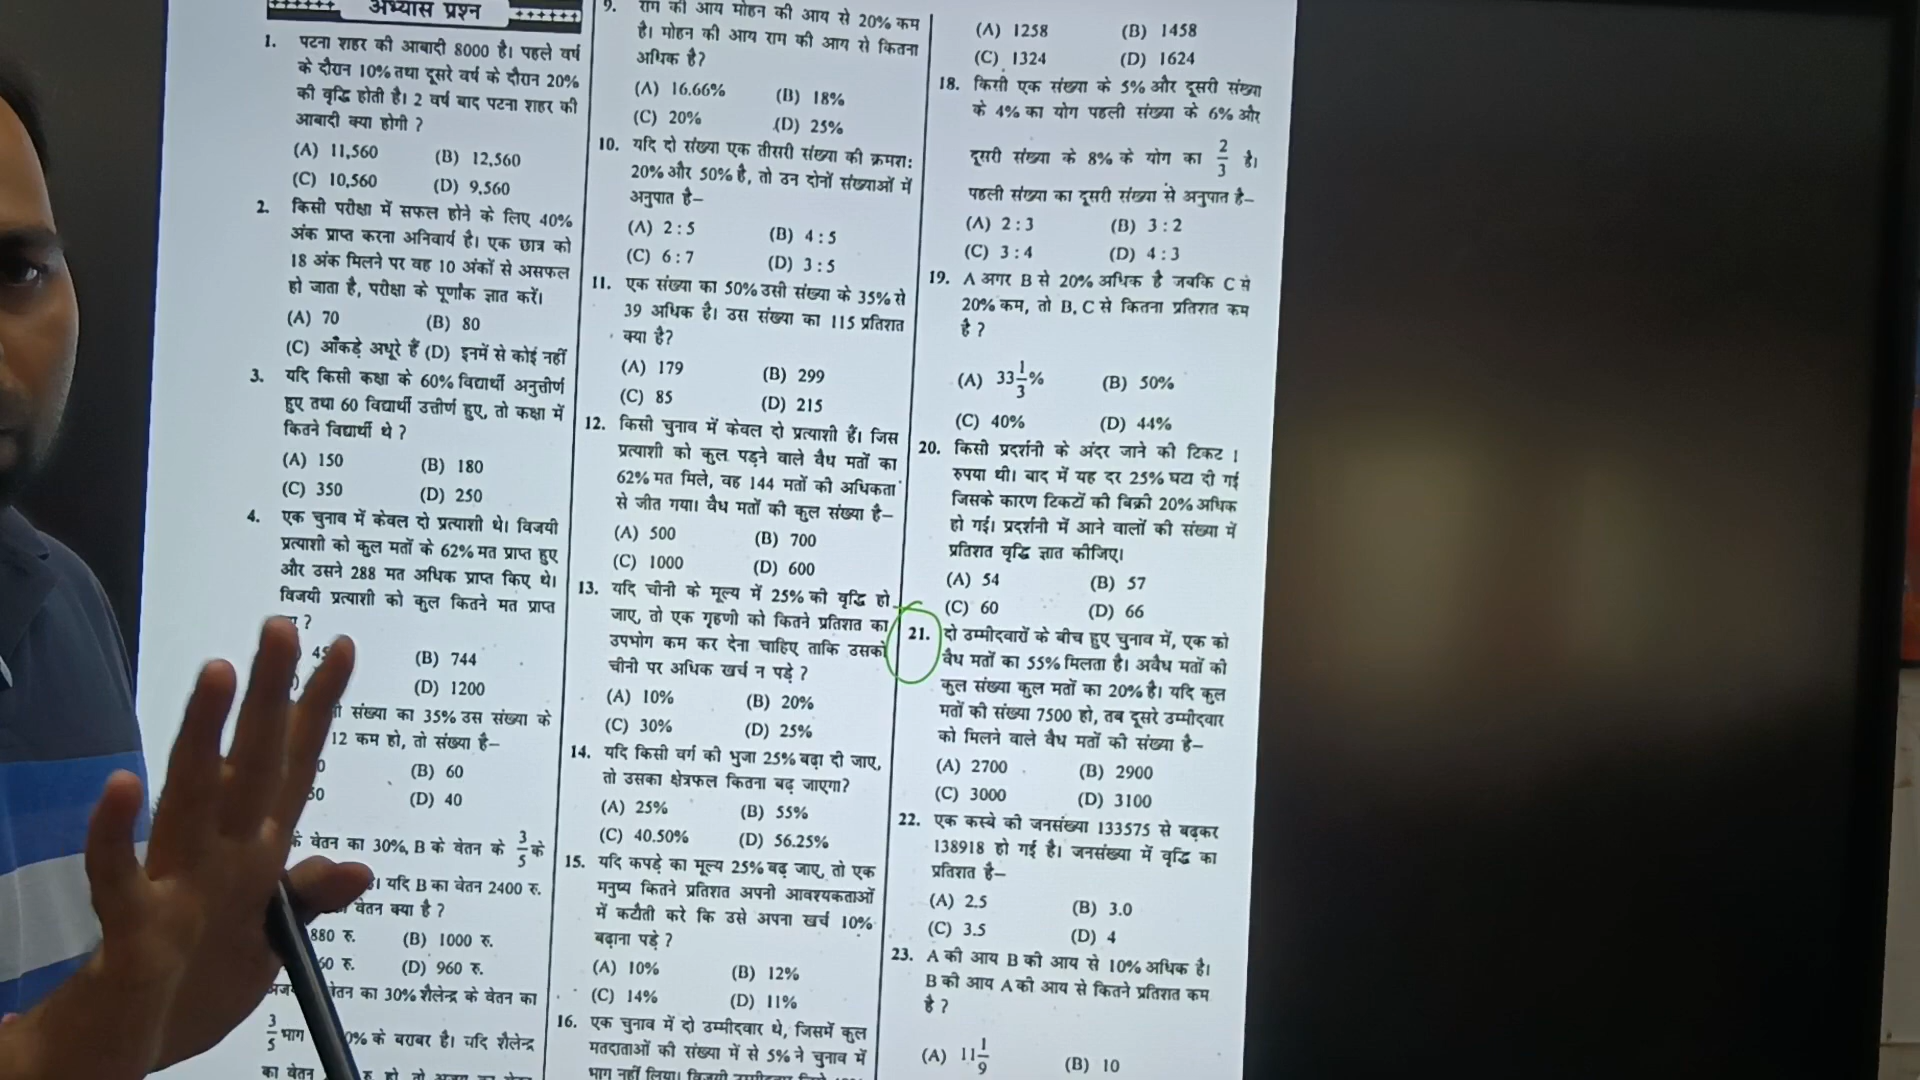 अभ्यास प्रश्न
1. पटना शहर की आबादी 8000 है। पहले वर्ष
के दौरान 10% तथा दूसरे वर्ष के दौरान 20%
की वृद्धि होती है। 2 वर्ष बाद पटना शहर की
आबादी क्या होगी ?
(A) 11,560 (B) 12,560
(C) 10,560 (D) 9,560
2. किसी परीक्षा में सफल होने के लिए 40%
अंक प्राप्त करना अनिवार्य है। एक छात्र को
18 अंक मिलने पर वह 10 अंकों से असफल
हो जाता है, परीक्षा के पूर्णांक ज्ञात करें।
(A) 70 (B) 80
(C) आँकड़े अधूरे हैं (D) इनमें से कोई नहीं
3. यदि किसी कक्षा के 60% विद्यार्थी अनुत्तीर्ण
हुए तथा 60 विद्यार्थी उत्तीर्ण हुए, तो कक्षा में
कितने विद्यार्थी थे ?
(A) 150 (B) 180
(C) 350 (D) 250
4. एक चुनाव में केवल दो प्रत्याशी थे। विजयी
प्रत्याशी को कुल मतों के 62% मत प्राप्त हुए
और उसने 288 मत अधिक प्राप्त किए थे।
विजयी प्रत्याशी को कुल कितने मत प्राप्त
?
(B) 744
(D) 1200
संख्या का 35% उस संख्या के
12 कम हो, तो संख्या है–
(B) 60
(D) 40
के वेतन का 30%, B के वेतन के 3/5 के
यदि B का वेतन 2400 रु.
वेतन क्या है ?
880 रु. (B) 1000 रु.
60 रु. (D) 960 रु.
वेतन का 30% शैलेन्द्र के वेतन का
3/5 भाग 0% के बराबर है। यदि शैलेन्द्र
का वेतन
9. राम की आय मोहन की आय से 20% कम
है। मोहन की आय राम की आय से कितना
अधिक है?
(A) 16.66% (B) 18%
(C) 20% (D) 25%
10. यदि दो संख्या एक तीसरी संख्या की क्रमश:
20% और 50% है, तो उन दोनों संख्याओं में
अनुपात है–
(A) 2 : 5 (B) 4 : 5
(C) 6 : 7 (D) 3 : 5
11. एक संख्या का 50% उसी संख्या के 35% से
39 अधिक है। उस संख्या का 115 प्रतिशत
क्या है?
(A) 179 (B) 299
(C) 85 (D) 215
12. किसी चुनाव में केवल दो प्रत्याशी हैं। जिस
प्रत्याशी को कुल पड़ने वाले वैध मतों का
62% मत मिले, वह 144 मतों की अधिकता
से जीत गया। वैध मतों की कुल संख्या है–
(A) 500 (B) 700
(C) 1000 (D) 600
13. यदि चीनी के मूल्य में 25% की वृद्धि हो
जाए, तो एक गृहणी को कितने प्रतिशत का
उपभोग कम कर देना चाहिए ताकि उसको
चीनी पर अधिक खर्च न पड़े ?
(A) 10% (B) 20%
(C) 30% (D) 25%
14. यदि किसी वर्ग की भुजा 25% बढ़ा दी जाए,
तो उसका क्षेत्रफल कितना बढ़ जाएगा?
(A) 25% (B) 55%
(C) 40.50% (D) 56.25%
15. यदि कपड़े का मूल्य 25% बढ़ जाए, तो एक
मनुष्य कितने प्रतिशत अपनी आवश्यकताओं
में कटौती करे कि उसे अपना खर्च 10%
बढ़ाना पड़े ?
(A) 10% (B) 12%
(C) 14% (D) 11%
16. एक चुनाव में दो उम्मीदवार थे, जिसमें कुल
मतदाताओं की संख्या में से 5% ने चुनाव में
भाग नहीं लिया।
(A) 1258 (B) 1458
(C) 1324 (D) 1624
18. किसी एक संख्या के 5% और दूसरी संख्या
के 4% का योग पहली संख्या के 6% और
दूसरी संख्या के 8% के योग का 2/3 है।
पहली संख्या का दूसरी संख्या से अनुपात है–
(A) 2 : 3 (B) 3 : 2
(C) 3 : 4 (D) 4 : 3
19. A अगर B से 20% अधिक है जबकि C से
20% कम, तो B, C से कितना प्रतिशत कम
है ?
(A) 33 1/3% (B) 50%
(C) 40% (D) 44%
20. किसी प्रदर्शनी के अंदर जाने की टिकट 1
रुपया थी। बाद में यह दर 25% घटा दी गई
जिसके कारण टिकटों की बिक्री 20% अधिक
हो गई। प्रदर्शनी में आने वालों की संख्या में
प्रतिशत वृद्धि ज्ञात कीजिए।
(A) 54 (B) 57
(C) 60 (D) 66
21. दो उम्मीदवारों के बीच हुए चुनाव में, एक को
वैध मतों का 55% मिलता है। अवैध मतों की
कुल संख्या कुल मतों का 20% है। यदि कुल
मतों की संख्या 7500 हो, तब दूसरे उम्मीदवार
को मिलने वाले वैध मतों की संख्या है–
(A) 2700 (B) 2900
(C) 3000 (D) 3100
22. एक कस्बे की जनसंख्या 133575 से बढ़कर
138918 हो गई है। जनसंख्या में वृद्धि का
प्रतिशत है–
(A) 2.5 (B) 3.0
(C) 3.5 (D) 4
23. A की आय B की आय से 10% अधिक है।
B की आय A की आय से कितने प्रतिशत कम
है ?
(A) 11 1/9 (B) 10